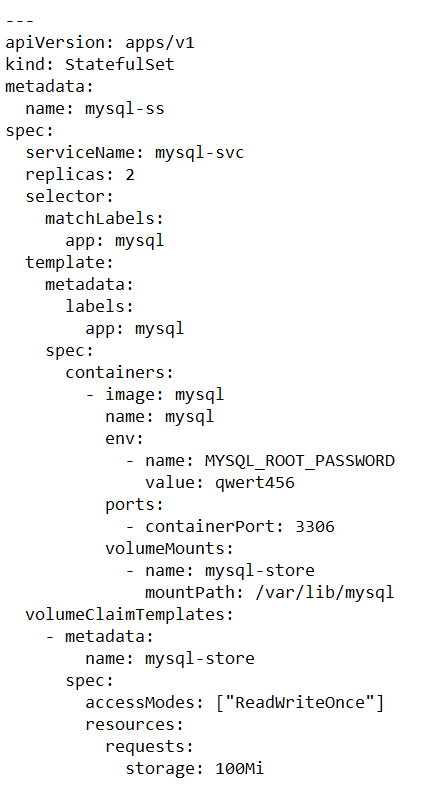 ---
apiVersion: apps/v1
kind: StatefulSet
metadata:
  name: mysql-ss
spec:
  serviceName: mysql-svc
  replicas: 2
  selector:
    matchLabels:
      app: mysql
  template:
    metadata:
      labels:
        app: mysql
    spec:
      containers:
        - image: mysql
          name: mysql
          env:
            - name: MYSQL_ROOT_PASSWORD
              value: qwert456
          ports:
            - containerPort: 3306
          volumeMounts:
            - name: mysql-store
              mountPath: /var/lib/mysql
  volumeClaimTemplates:
    - metadata:
        name: mysql-store
      spec:
        accessModes: ["ReadWriteOnce"]
        resources:
          requests:
            storage: 100Mi